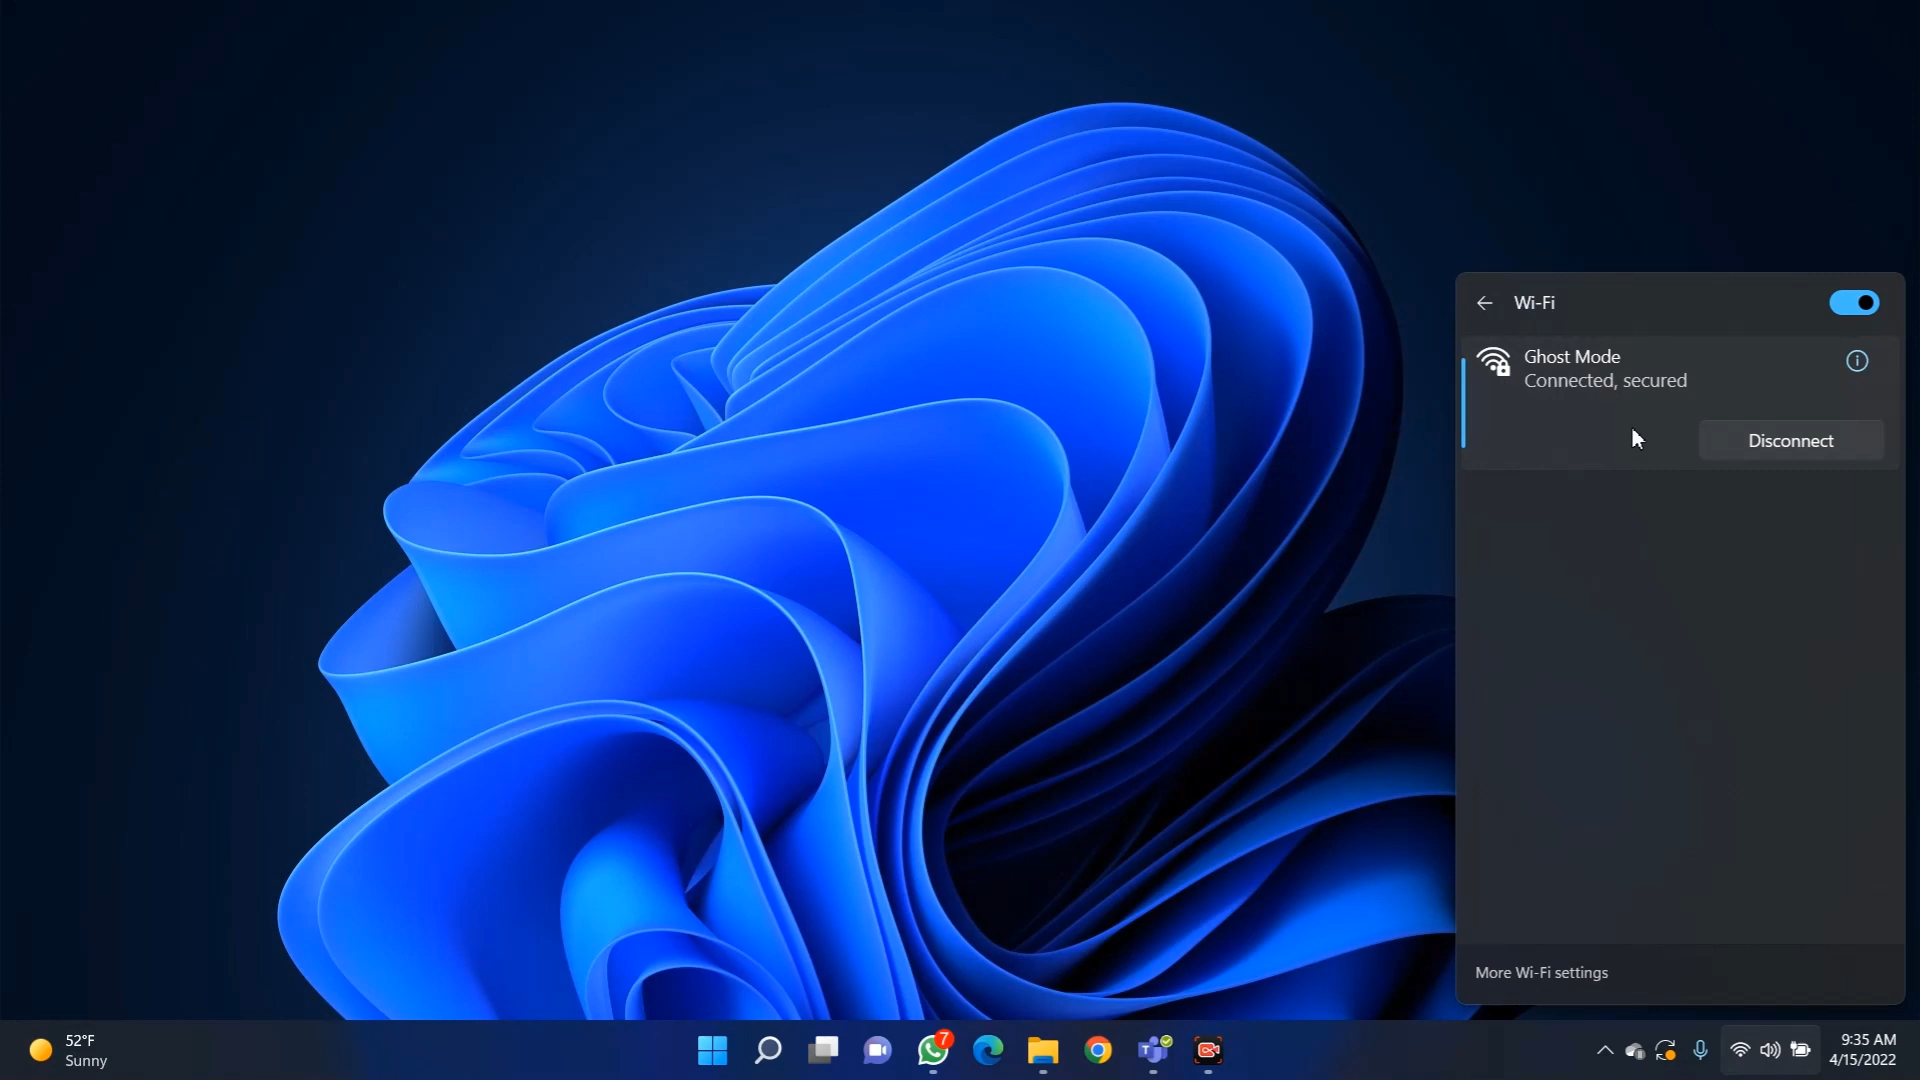 Wi-Fi
Ghost Mode
Connected, secured
Disconnect
More Wi-Fi settings
52°F
Sunny
7
T
9:35 AM
4/15/2022